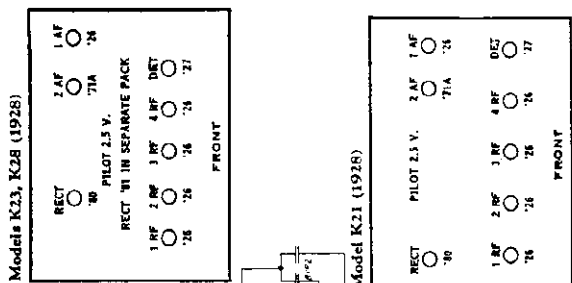 Models K23, K28 (1928)
RECT 2 AF 1 AF
'80 '71A '26
PILOT 2.5 V.
RECT '81 IN SEPARATE PACK
1 RF 2 RF 3 RF 4 RF DET
'26 '26 '26 '26 '27
FRONT
Model K21 (1928)
RECT 2 AF 1 AF
'80 '71A '26
PILOT 2.5 V.
1 RF 2 RF 3 RF 4 RF DET
'26 '26 '26 '26 '27
FRONT